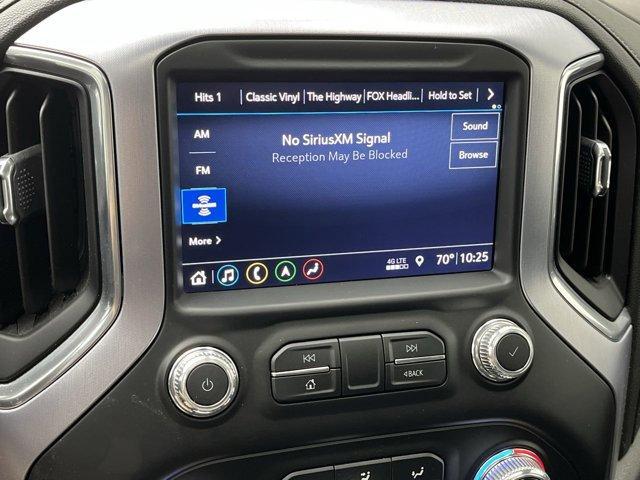 Hits 1 Classic Vinyl The Highway FOX Headli... Hold to Set
AM
No SiriusXM Signal
Reception May Be Blocked
Sound
Browse
FM
SiriusXM
More
4G LTE
70° 10:25
BACK